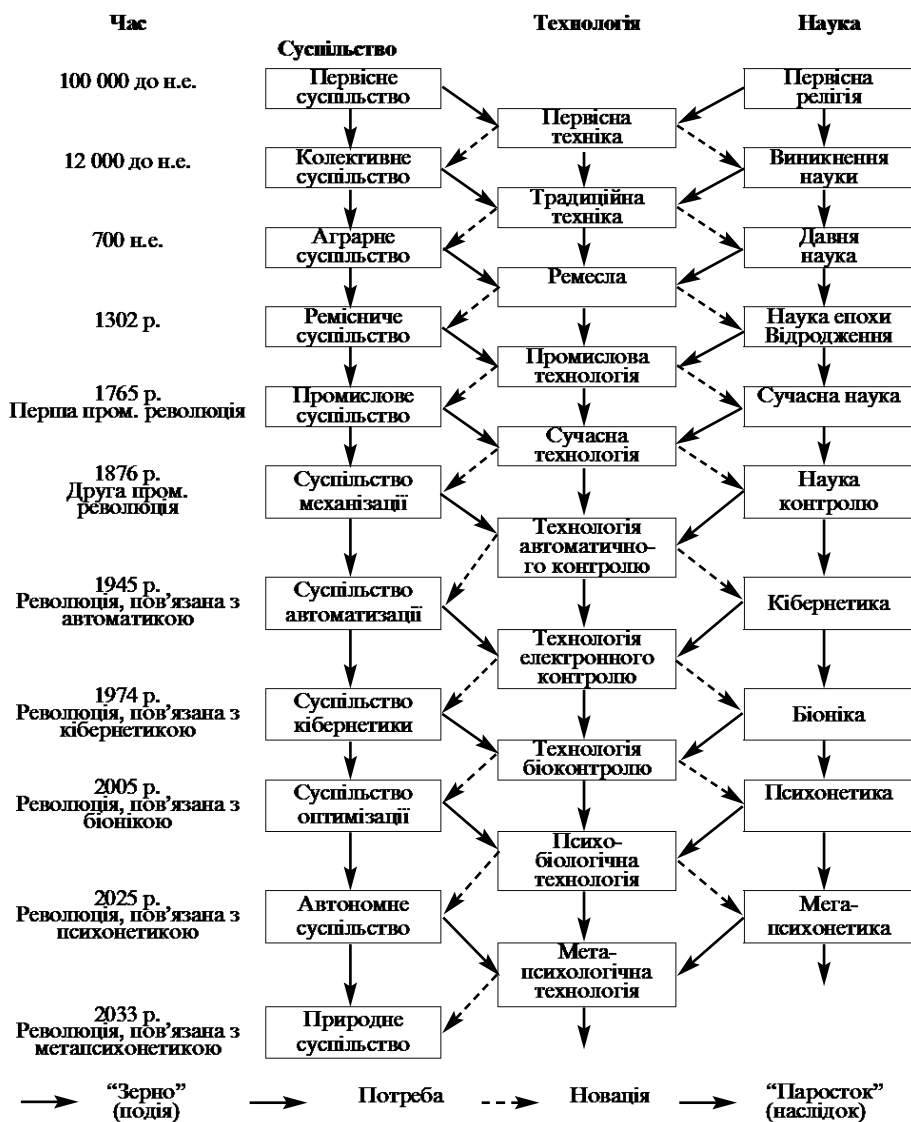 Час Технологія Наука
Суспільство
100 000 до н.е.
Первісне
суспільство
Первісна
релігія
Первісна
техніка
12 000 до н.е.
Колективне
суспільство
Виникнення
науки
Традиційна
техніка
700 н.е.
Аграрне
суспільство
Давня
наука
Ремесла
1302 р.
Ремісниче
суспільство
Наука епохи
Відродження
Промислова
технологія
1765 р.
Перша пром. революція
Промислове
суспільство
Сучасна наука
Сучасна
технологія
1876 р.
Друга пром.
революція
Суспільство
механізації
Наука
контролю
Технологія
автоматично-
го контролю
1945 р.
Революція, пов’язана з
автоматикою
Суспільство
автоматизації
Кібернетика
Технологія
електронного
контролю
1974 р.
Революція, пов’язана з
кібернетикою
Суспільство
кібернетики
Біоніка
Технологія
біоконтролю
2005 р.
Революція, пов’язана з
біонікою
Суспільство
оптимізації
Психонетика
Психо-
біологічна
технологія
2025 р.
Революція, пов’язана з
психонетикою
Автономне
суспільство
Мега-
психонетика
Мета-
психологічна
технологія
2033 р.
Революція, пов’язана з
метапсихонетикою
Природне
суспільство
“Зерно”
(подія)
Потреба
Новація
“Паросток”
(наслідок)